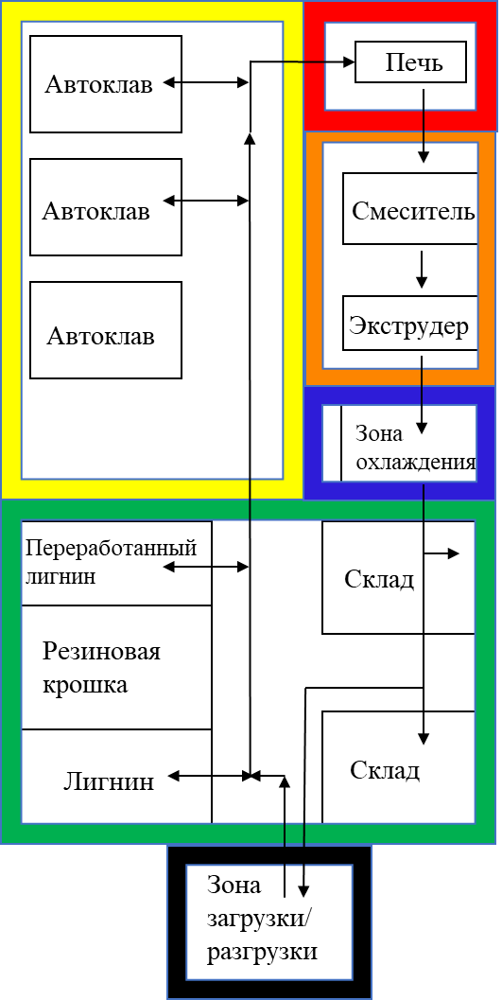 Автоклав
Печь
Автоклав
Смеситель
Автоклав
Экструдер
Зона
охлаждения
Переработанный
лигнин
Склад
Резиновая
крошка
Лигнин
Склад
Зона
загрузки/
разгрузки